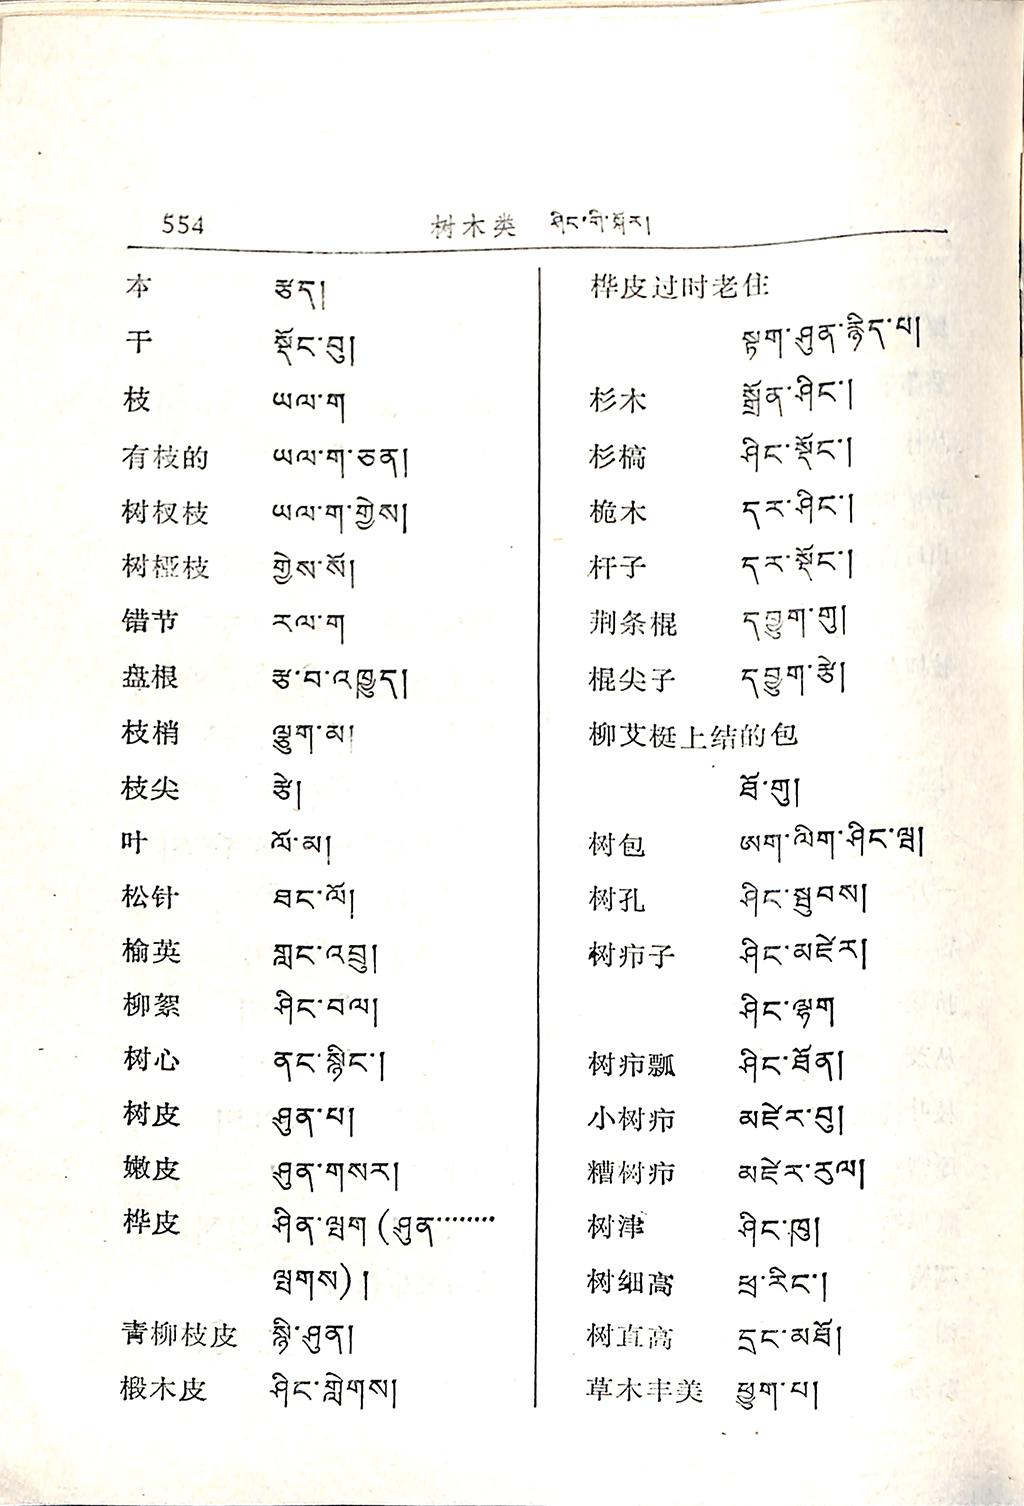 554 树木类 ཤིང་གི་སྐོར།
本 རྩད།
干 སྡོང་བུ།
枝 ཡལ་ག
有枝的 ཡལ་ག་ཅན།
树杈枝 ཡལ་ག་གྱེས།
树桠枝 གྱེས་སོ།
错节 རལ་ག
盘根 རྩ་བ་འཁྱུད།
枝梢 ལྕུག་མ།
枝尖 རྩེ།
叶 ལོ་མ།
松针 ཐང་ལོ།
榆英 གླང་འབྲུ།
柳絮 ཤིང་བལ།
树心 ནང་སྙིང་།
树皮 ཤུན་པ།
嫩皮 ཤུན་གསར།
桦皮 ཤིན་ལྤག (ཤུན………
ལྤགས)།
青柳枝皮 སྙི་ཤུན།
椴木皮 ཤིང་གླེགས།
桦皮过时老住
སྟག་ཤུན་རྙིད་པ།
杉木 སྒྲོན་ཤིང་།
杉槁 ཤིང་སྡོང་།
桅木 དར་ཤིང་།
杆子 དར་སྡོང་།
荆条棍 དབྱུག་གུ།
棍尖子 དབྱུག་རྩེ།
柳艾梃上结的包
ཐོ་གུ།
树包 ཨག་ལིག་ཤིང་ལྦ།
树孔 ཤིང་སྦུབས།
树疖子 ཤིང་མཛེར།
ཤིང་ལྷག
树疖瓢 ཤིང་ཐོན།
小树疖 མཛེར་བུ།
糟树疖 མཛེར་རུལ།
树津 ཤིང་ཁུ།
树细高 ཕྲ་རིང་།
树直高 དྲང་མཐོ།
草木丰美 ཕྱུག་པ།